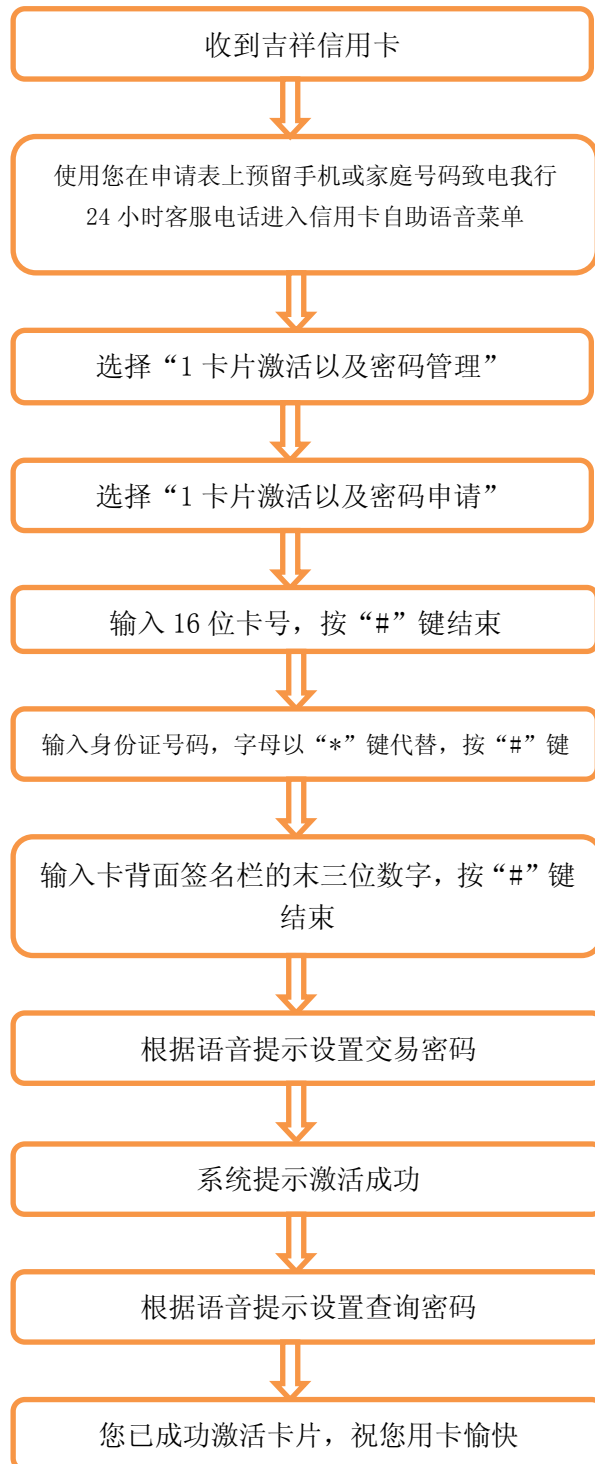 收到吉祥信用卡
使用您在申请表上预留手机或家庭号码致电我行
24 小时客服电话进入信用卡自助语音菜单
选择“1 卡片激活以及密码管理”
选择“1 卡片激活以及密码申请”
输入 16 位卡号，按“#”键结束
输入身份证号码，字母以“*”键代替，按“#”键
输入卡背面签名栏的末三位数字，按“#”键
结束
根据语音提示设置交易密码
系统提示激活成功
根据语音提示设置查询密码
您已成功激活卡片，祝您用卡愉快